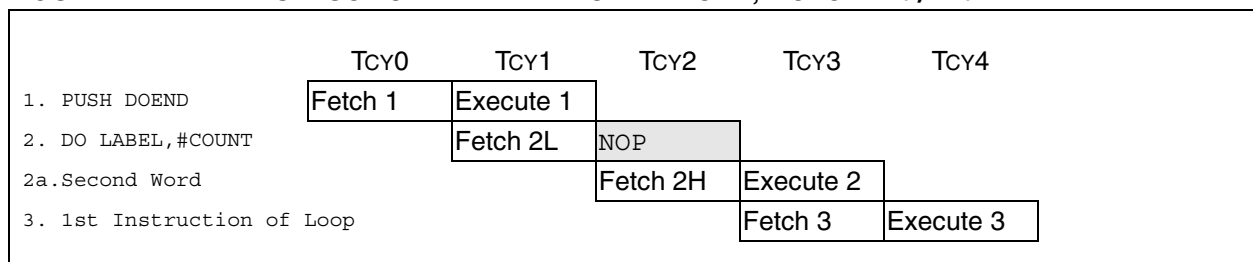 TCY0 TCY1 TCY2 TCY3 TCY4
1. PUSH DOEND Fetch 1 Execute 1
2. DO LABEL,#COUNT Fetch 2L NOP
2a.Second Word Fetch 2H Execute 2
3. 1st Instruction of Loop Fetch 3 Execute 3